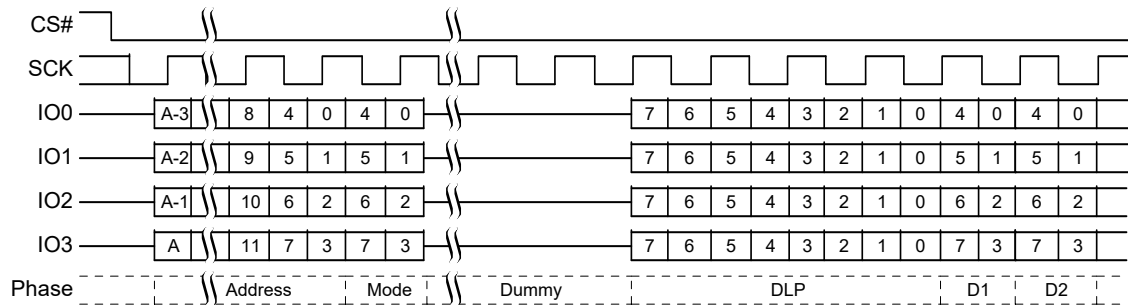 CS#
SCK
IO0 A-3 8 4 0 4 0 7 6 5 4 3 2 1 0 4 0 4 0
IO1 A-2 9 5 1 5 1 7 6 5 4 3 2 1 0 5 1 5 1
IO2 A-1 10 6 2 6 2 7 6 5 4 3 2 1 0 6 2 6 2
IO3 A 11 7 3 7 3 7 6 5 4 3 2 1 0 7 3 7 3
Phase Address Mode Dummy DLP D1 D2